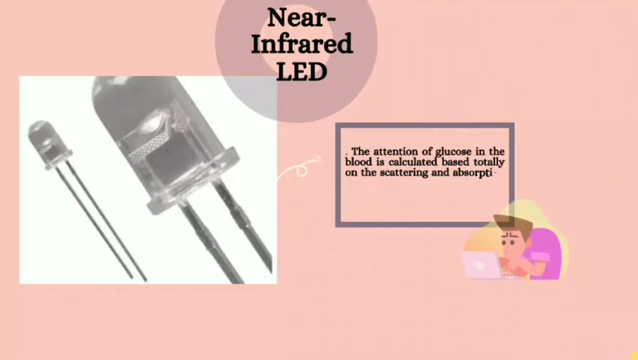 Near-
Infrared
LED
. The attention of glucose in the
blood is calculated based totally
on the scattering and absorpti